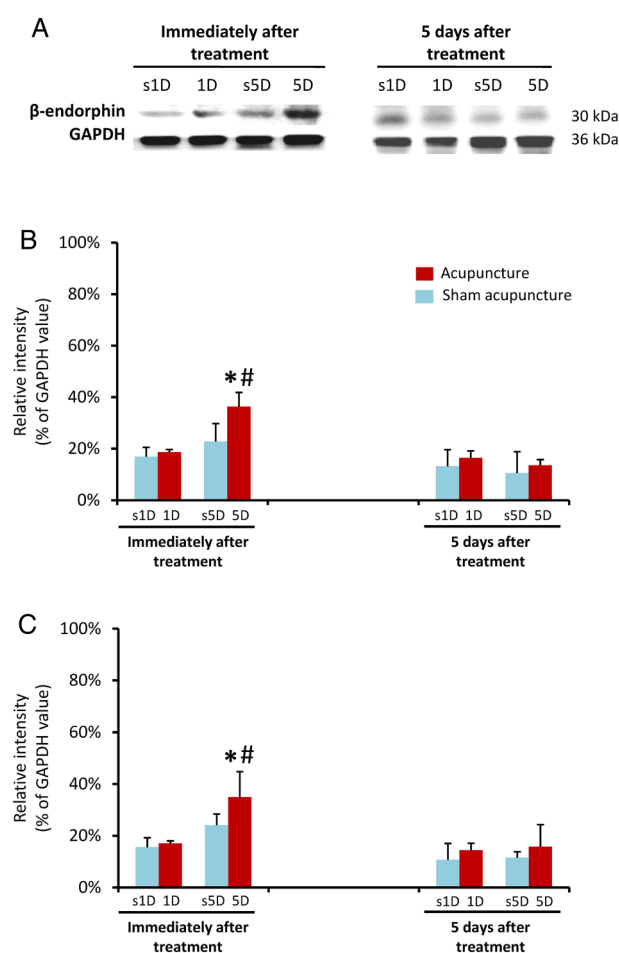 A
Immediately after
treatment
5 days after
treatment
s1D 1D s5D 5D
s1D 1D s5D 5D
β-endorphin
30 kDa
GAPDH
36 kDa
B
Relative intensity
(% of GAPDH value)
100%
80%
60%
40%
20%
0%
Acupuncture
Sham acupuncture
*#
s1D 1D s5D 5D
s1D 1D s5D 5D
Immediately after
treatment
5 days after
treatment
C
Relative intensity
(% of GAPDH value)
100%
80%
60%
40%
20%
0%
*#
s1D 1D s5D 5D
s1D 1D s5D 5D
Immediately after
treatment
5 days after
treatment